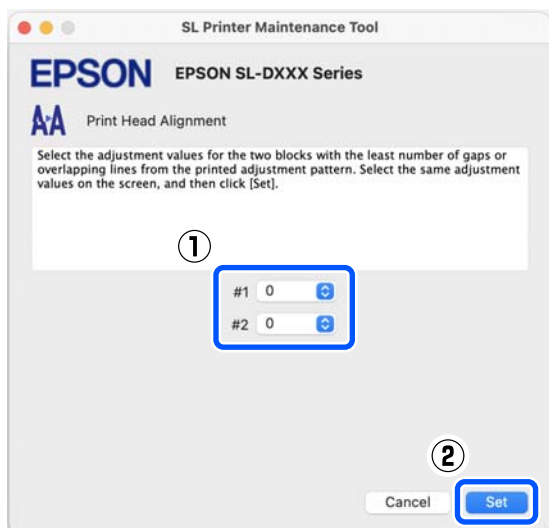 SL Printer Maintenance Tool
EPSON EPSON SL-DXXX Series
Print Head Alignment
Select the adjustment values for the two blocks with the least number of gaps or
overlapping lines from the printed adjustment pattern. Select the same adjustment
values on the screen, and then click [Set].
①
#1 0
#2 0
②
Cancel Set